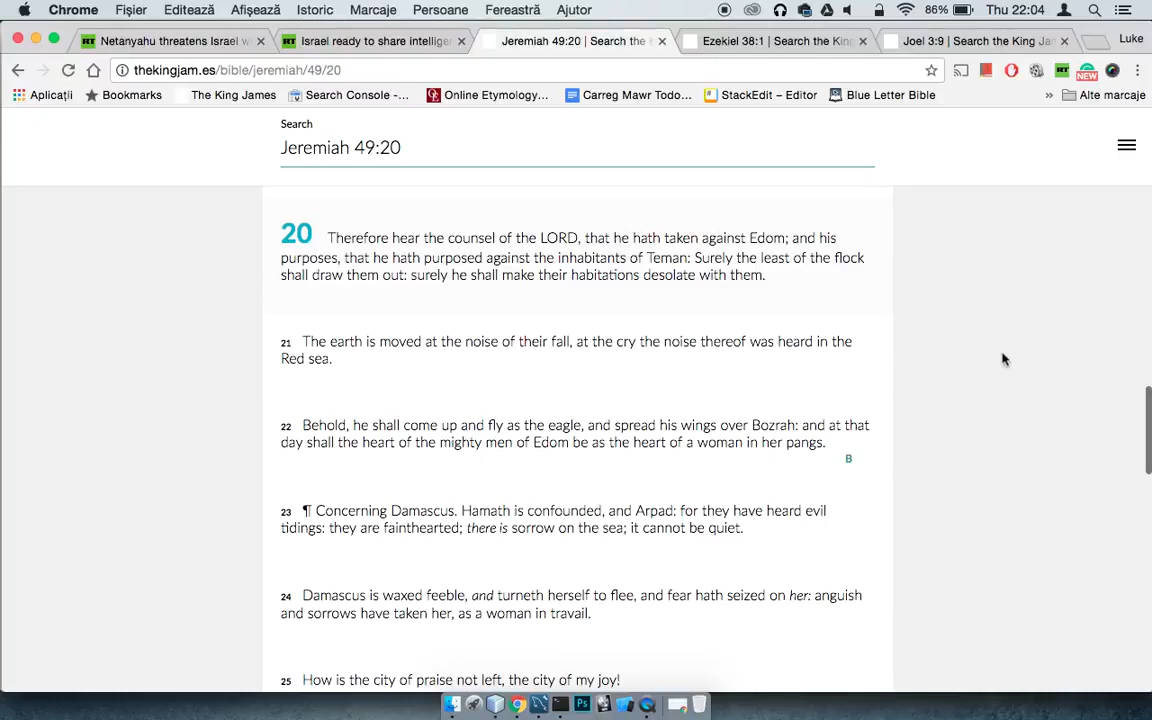 Chrome Fișier Editează Afișează Istoric Marcaje Persoane Fereastră Ajutor 86% Thu 22:04
Netanyahu threatens Israel w Israel ready to share intellige Jeremiah 49:20 | Search the Ezekiel 38:1 | Search the King Joel 3:9 | Search the King Ja Luke
thekingjam.es/bible/jeremiah/49/20
Aplicații Bookmarks The King James Search Console -... Online Etymology... Carreg Mawr Todo... StackEdit – Editor Blue Letter Bible » Alte marcaje
NEW
Search
Jeremiah 49:20
20 Therefore hear the counsel of the LORD, that he hath taken against Edom; and his
purposes, that he hath purposed against the inhabitants of Teman: Surely the least of the flock
shall draw them out: surely he shall make their habitations desolate with them.
21 The earth is moved at the noise of their fall, at the cry the noise thereof was heard in the
Red sea.
22 Behold, he shall come up and fly as the eagle, and spread his wings over Bozrah: and at that
day shall the heart of the mighty men of Edom be as the heart of a woman in her pangs.
B
23 ¶ Concerning Damascus. Hamath is confounded, and Arpad: for they have heard evil
tidings: they are fainthearted; there is sorrow on the sea; it cannot be quiet.
24 Damascus is waxed feeble, and turneth herself to flee, and fear hath seized on her: anguish
and sorrows have taken her, as a woman in travail.
25 How is the city of praise not left, the city of my joy!
Ps